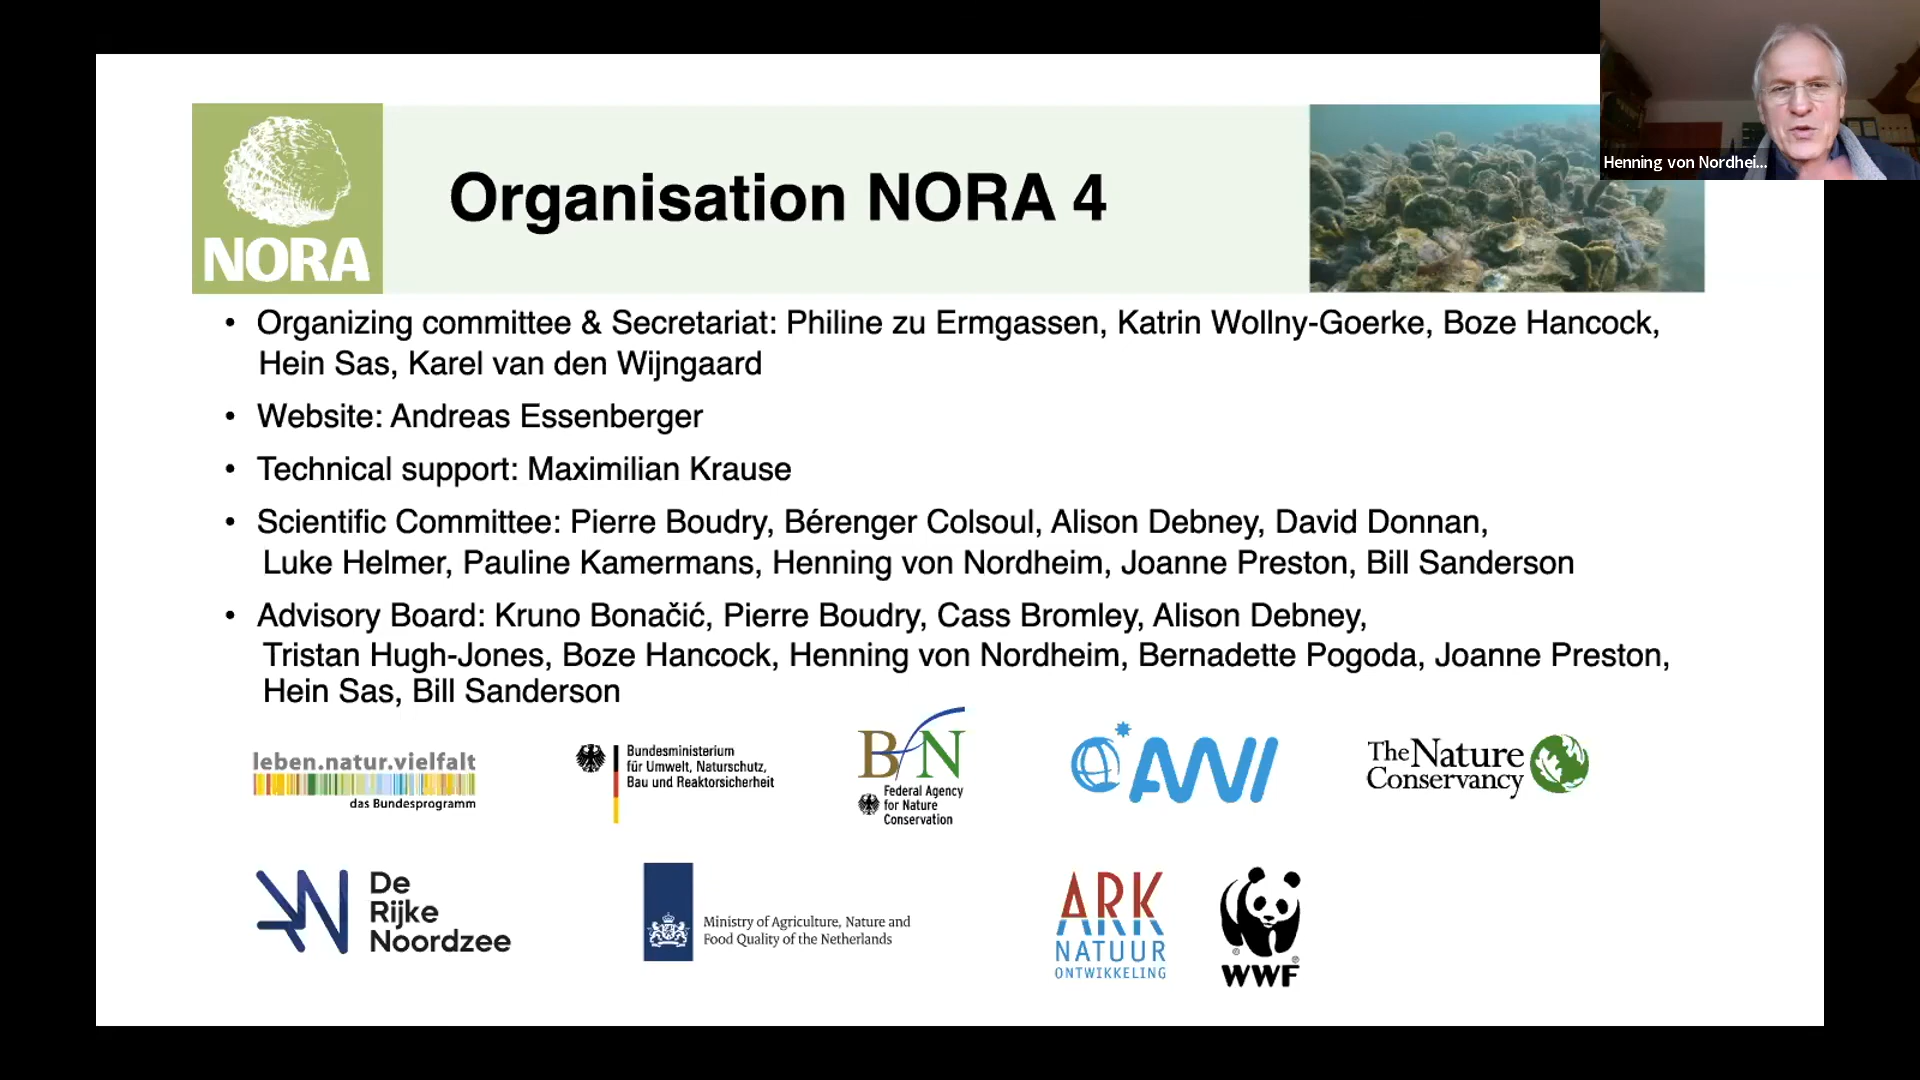 Henning von Nordhei...
NORA
Organisation NORA 4
• Organizing committee & Secretariat: Philine zu Ermgassen, Katrin Wollny-Goerke, Boze Hancock,
Hein Sas, Karel van den Wijngaard
• Website: Andreas Essenberger
• Technical support: Maximilian Krause
• Scientific Committee: Pierre Boudry, Bérenger Colsoul, Alison Debney, David Donnan,
Luke Helmer, Pauline Kamermans, Henning von Nordheim, Joanne Preston, Bill Sanderson
• Advisory Board: Kruno Bonačić, Pierre Boudry, Cass Bromley, Alison Debney,
Tristan Hugh-Jones, Boze Hancock, Henning von Nordheim, Bernadette Pogoda, Joanne Preston,
Hein Sas, Bill Sanderson
leben.natur.vielfalt
das Bundesprogramm
Bundesministerium
für Umwelt, Naturschutz,
Bau und Reaktorsicherheit
BfN
Federal Agency
for Nature
Conservation
AWI
The Nature
Conservancy
De
Rijke
Noordzee
Ministry of Agriculture, Nature and
Food Quality of the Netherlands
ARK
NATUUR
ONTWIKKELING
WWF